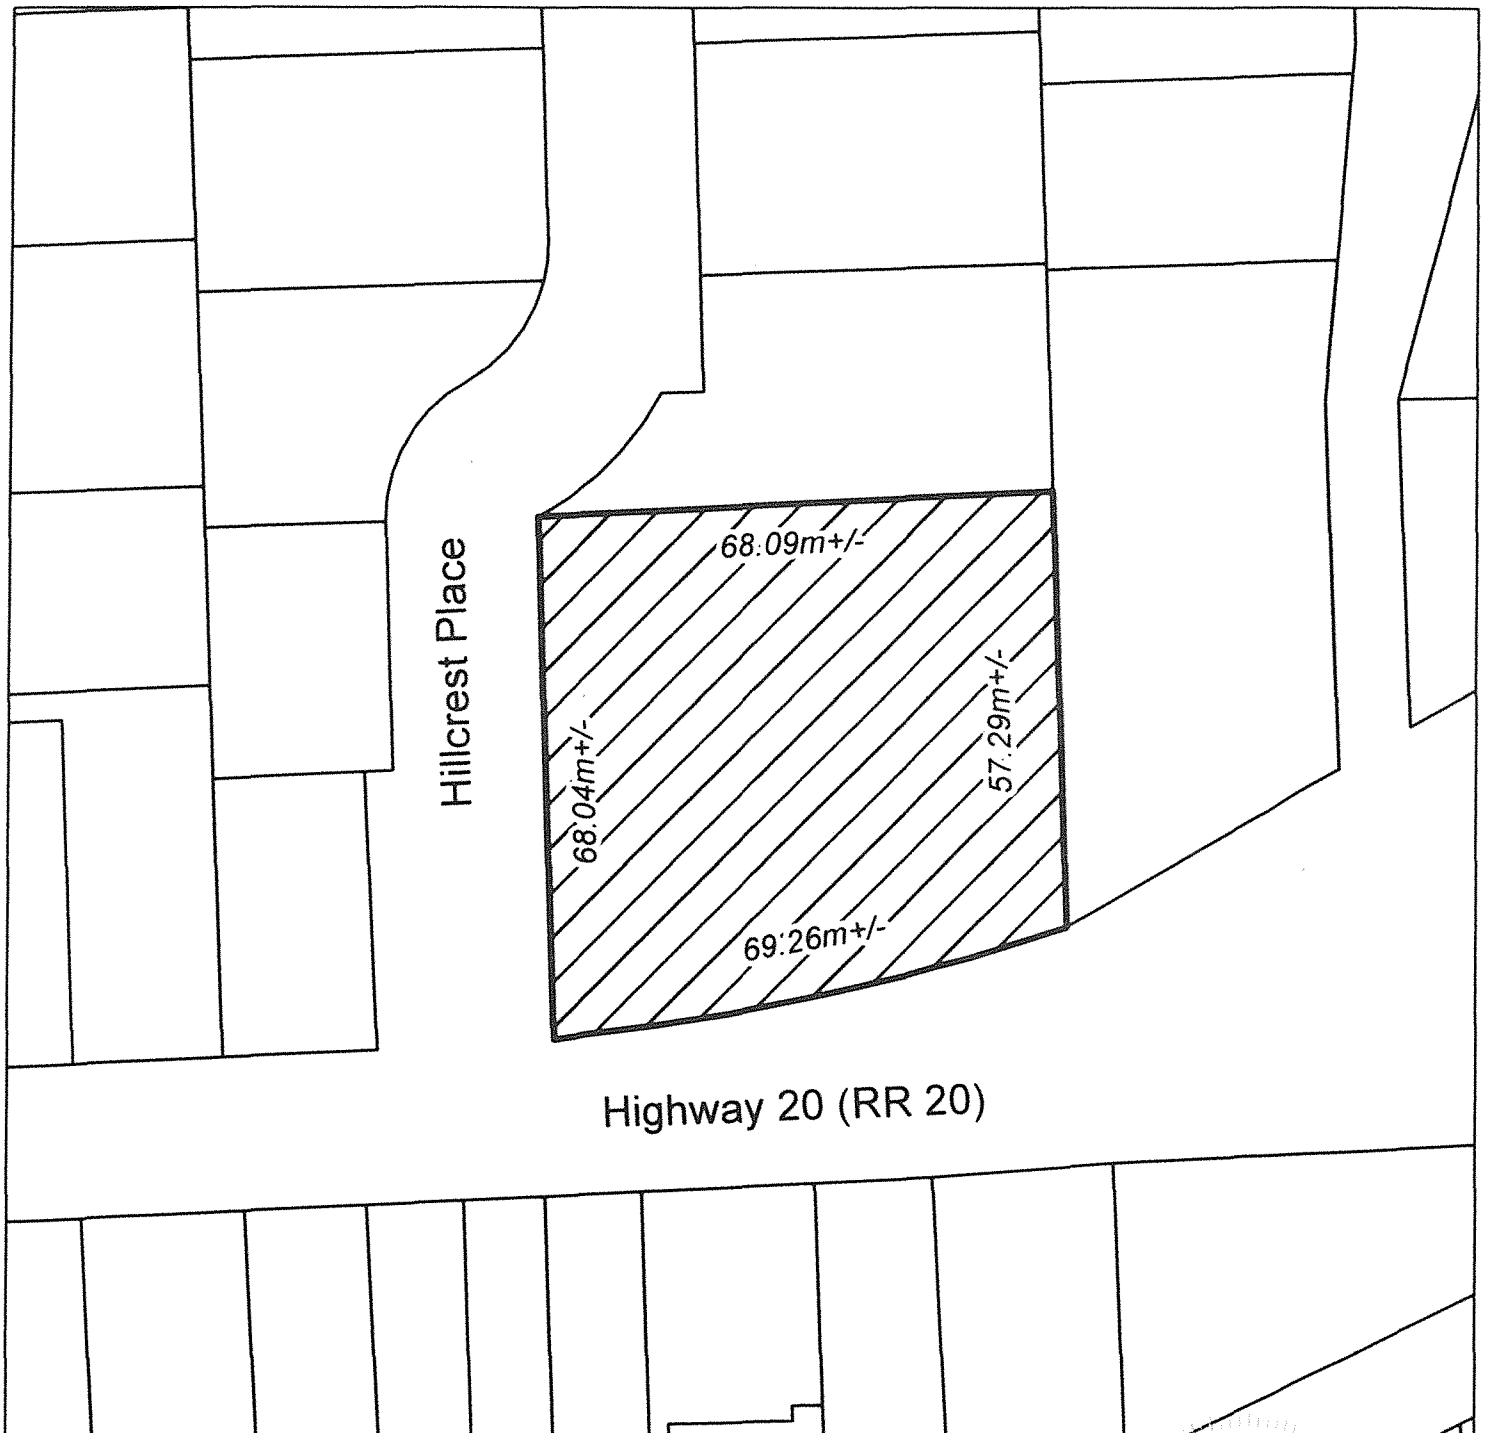 68.09m+/-
Hillcrest Place
57.29m+/-
68.04m+/-
69.26m+/-
Highway 20 (RR 20)